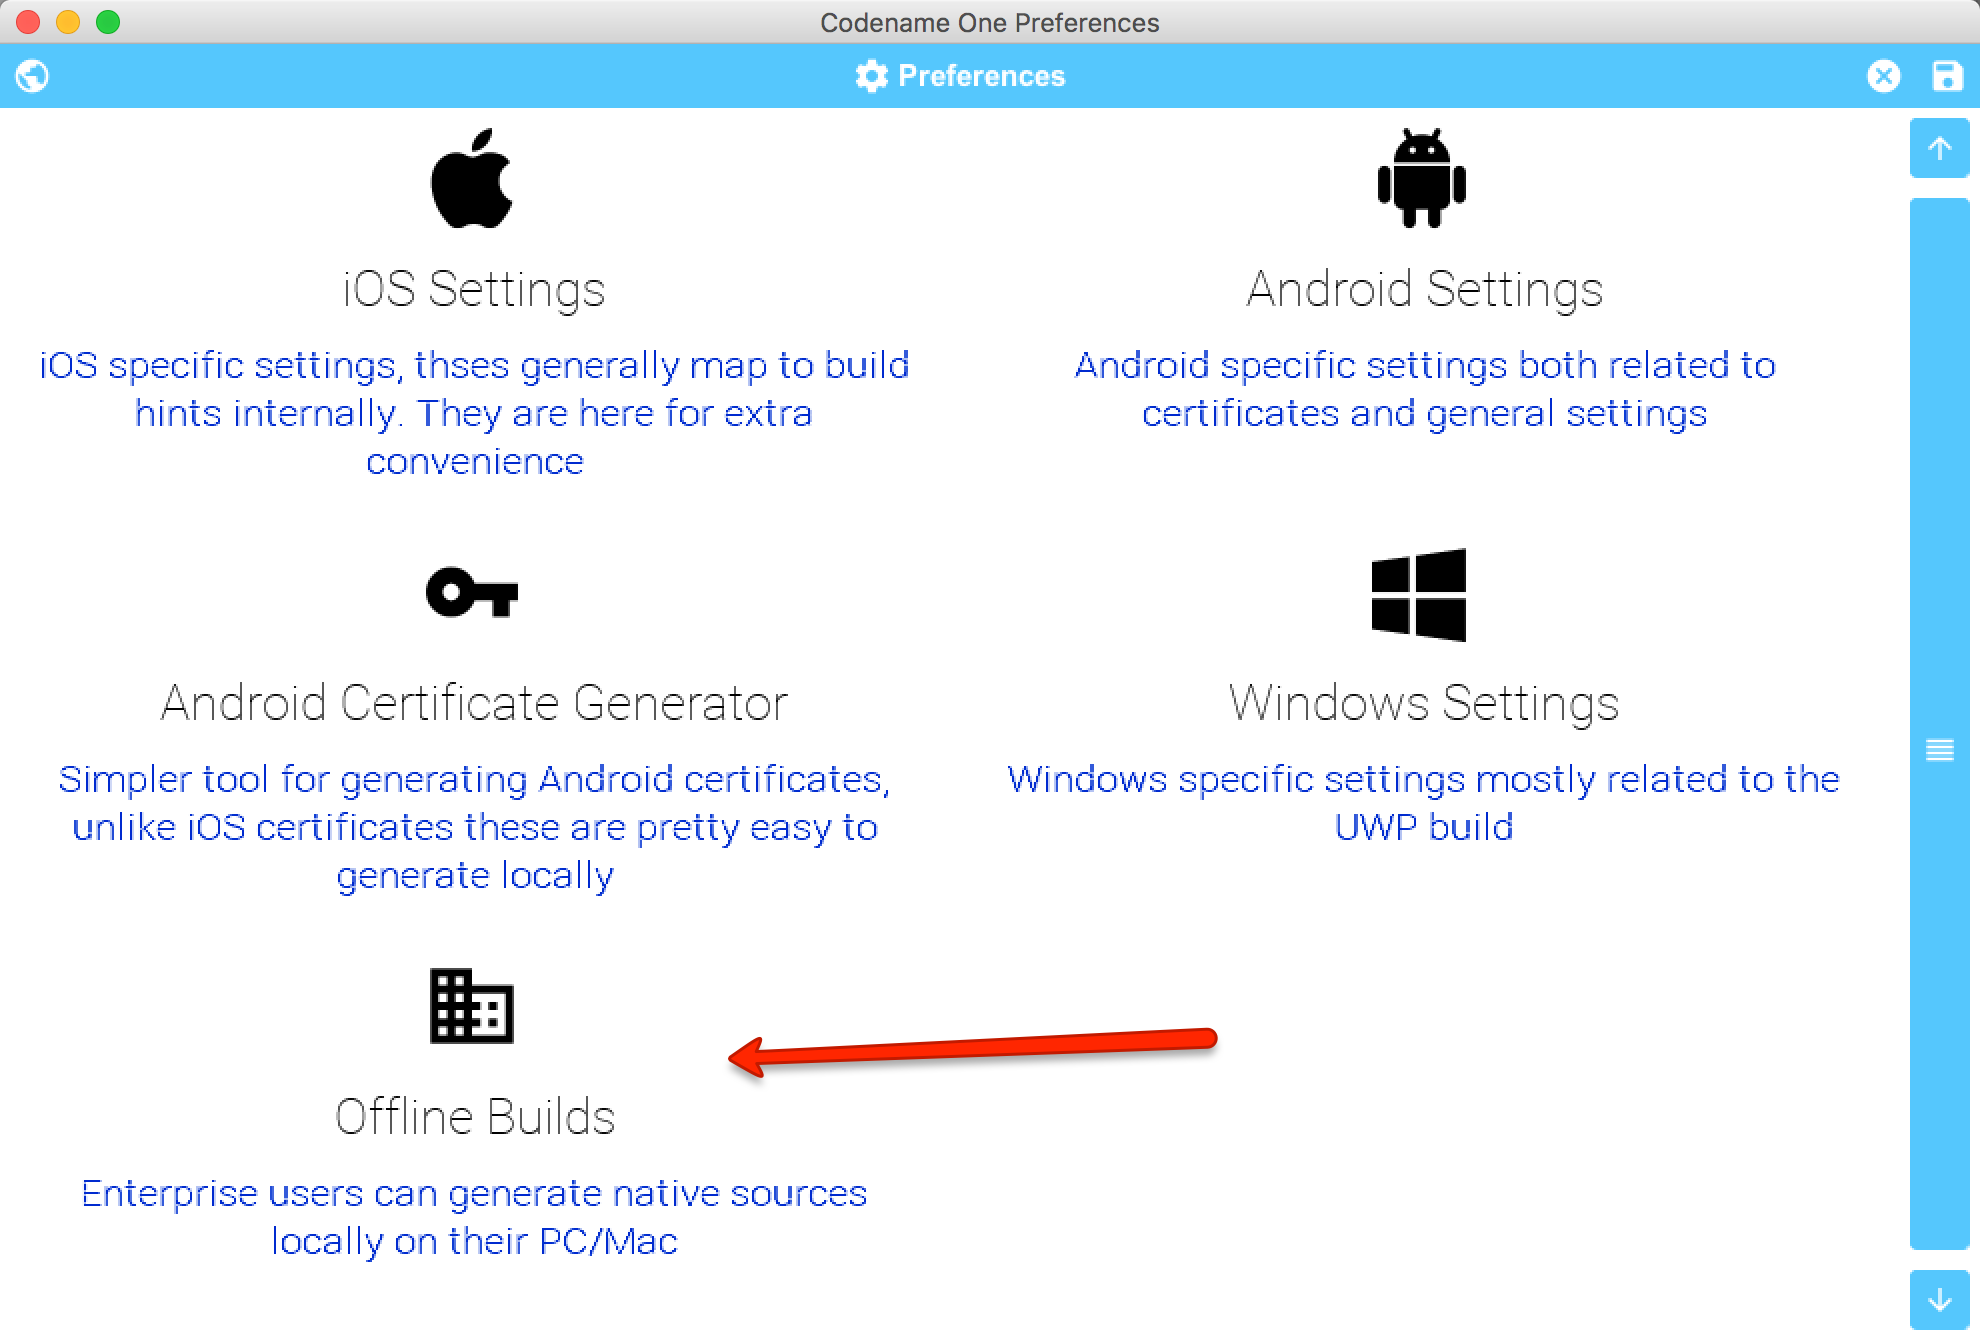 Codename One Preferences
Preferences
iOS Settings
iOS specific settings, thses generally map to build
hints internally. They are here for extra
convenience
Android Settings
Android specific settings both related to
certificates and general settings
Android Certificate Generator
Simpler tool for generating Android certificates,
unlike iOS certificates these are pretty easy to
generate locally
Windows Settings
Windows specific settings mostly related to the
UWP build
Offline Builds
Enterprise users can generate native sources
locally on their PC/Mac